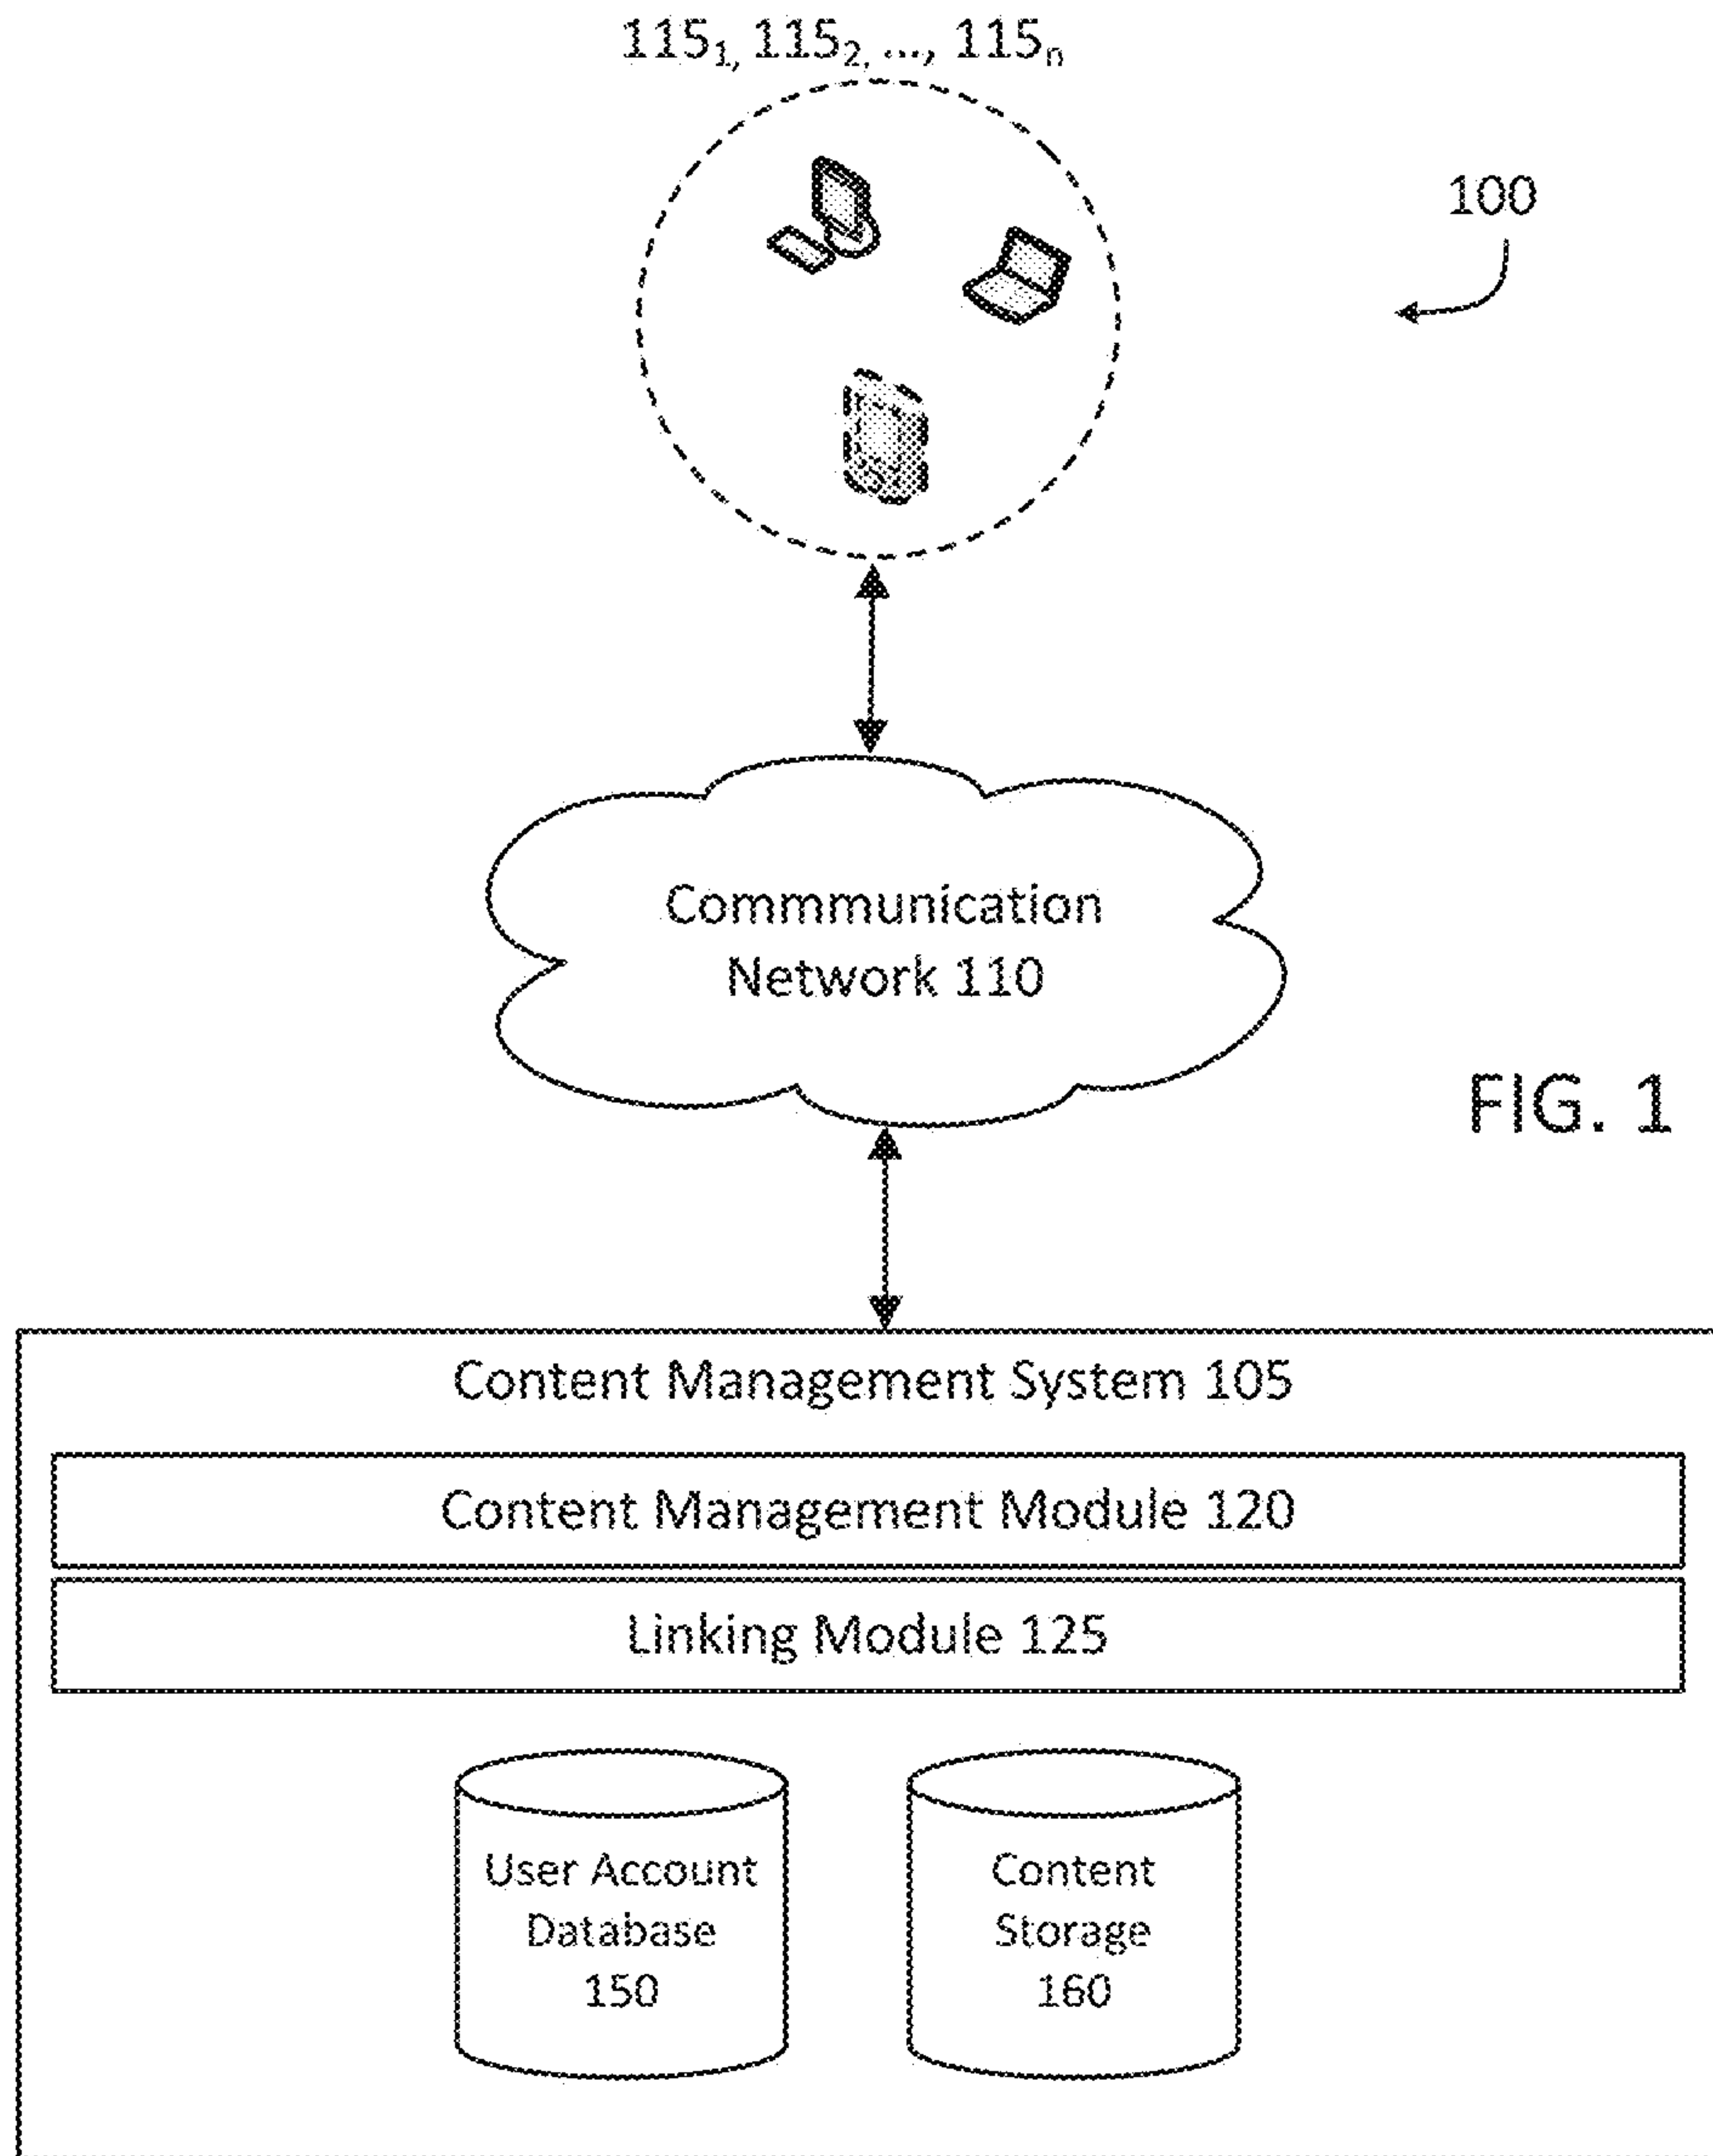 115₁, 115₂, ..., 115ₙ
100
Commmunication
Network 110
FIG. 1
Content Management System 105
Content Management Module 120
Linking Module 125
User Account
Database
150
Content
Storage
160